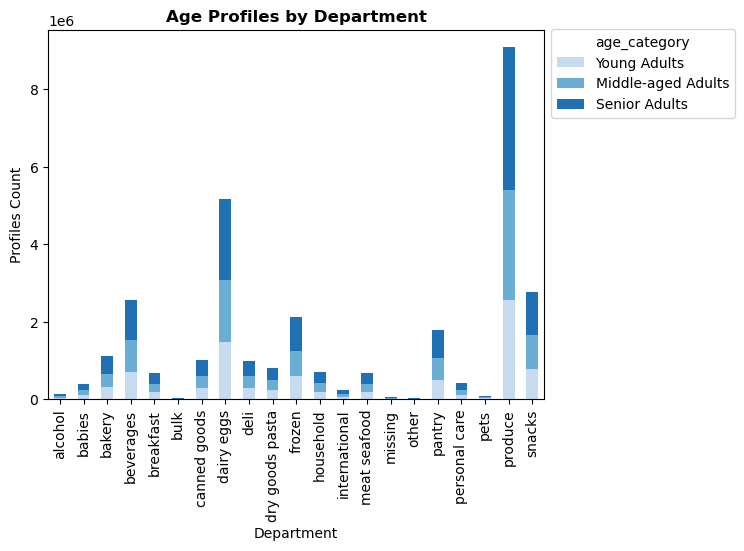 Age Profiles by Department
1e6
age_category
Young Adults
Middle-aged Adults
Senior Adults
8
6
4
2
0
Profiles Count
alcohol
babies
bakery
beverages
breakfast
bulk
canned goods
dairy eggs
deli
dry goods pasta
frozen
household
international
meat seafood
missing
other
pantry
personal care
pets
produce
snacks
Department